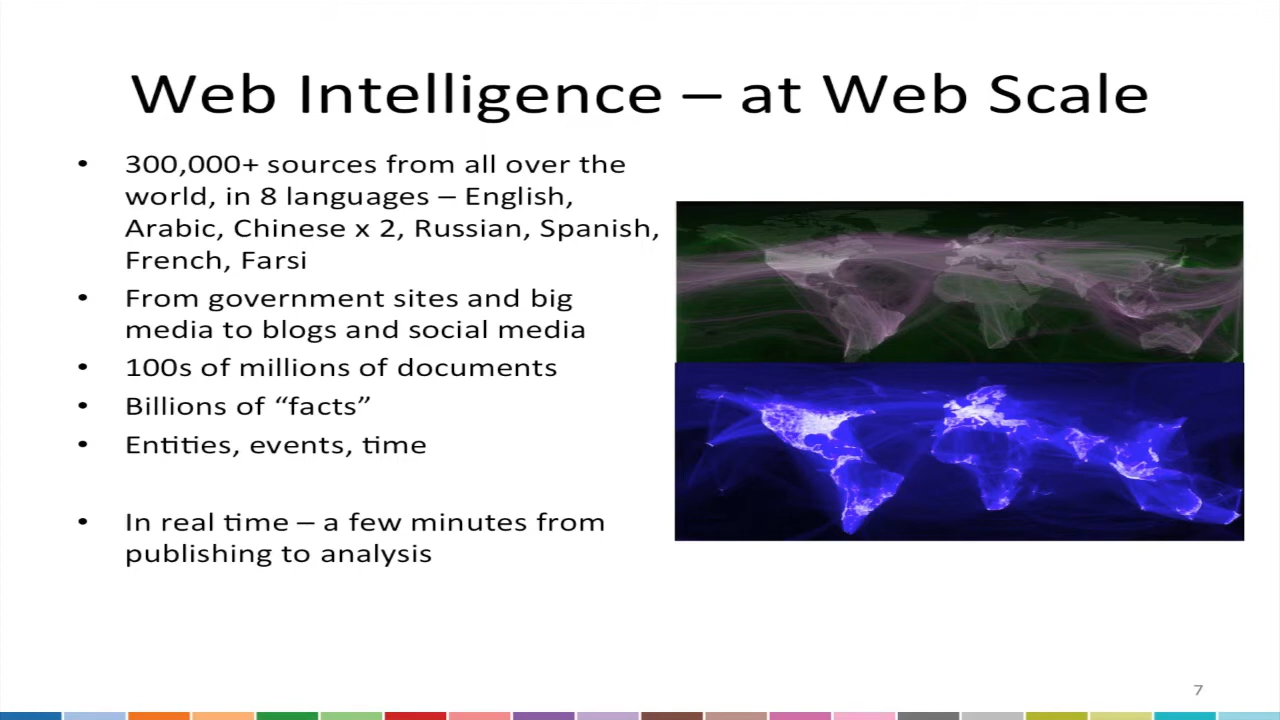 Web Intelligence – at Web Scale
• 300,000+ sources from all over the
world, in 8 languages – English,
Arabic, Chinese x 2, Russian, Spanish,
French, Farsi
• From government sites and big
media to blogs and social media
• 100s of millions of documents
• Billions of “facts”
• Entities, events, time
• In real time – a few minutes from
publishing to analysis
7